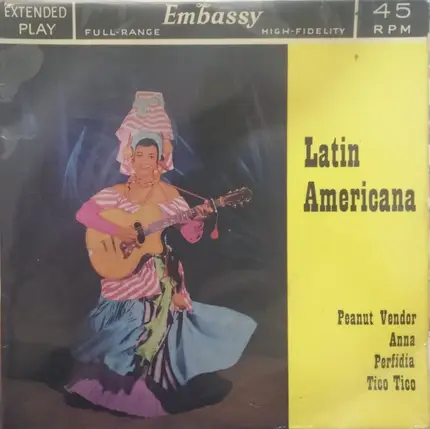 EXTENDED
PLAY
Embassy
FULL-RANGE HIGH-FIDELITY
45
RPM
Latin
Americana
Peanut Vendor
Anna
Perfidia
Tico Tico